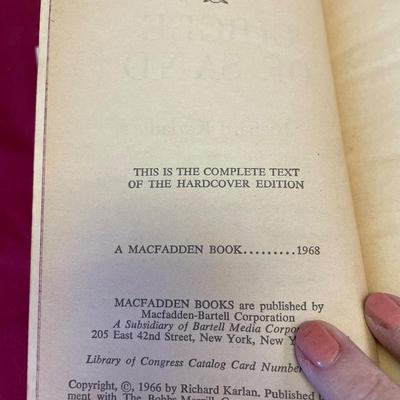 THIS IS THE COMPLETE TEXT
OF THE HARDCOVER EDITION
A MACFADDEN BOOK.........1968
MACFADDEN BOOKS are published by
Macfadden-Bartell Corporation
A Subsidiary of Bartell Media Corpo
205 East 42nd Street, New York, New
Library of Congress Catalog Card Number
Copyright, ©, 1966 by Richard Karlan. Published
ment with The Bobbs-Merrill